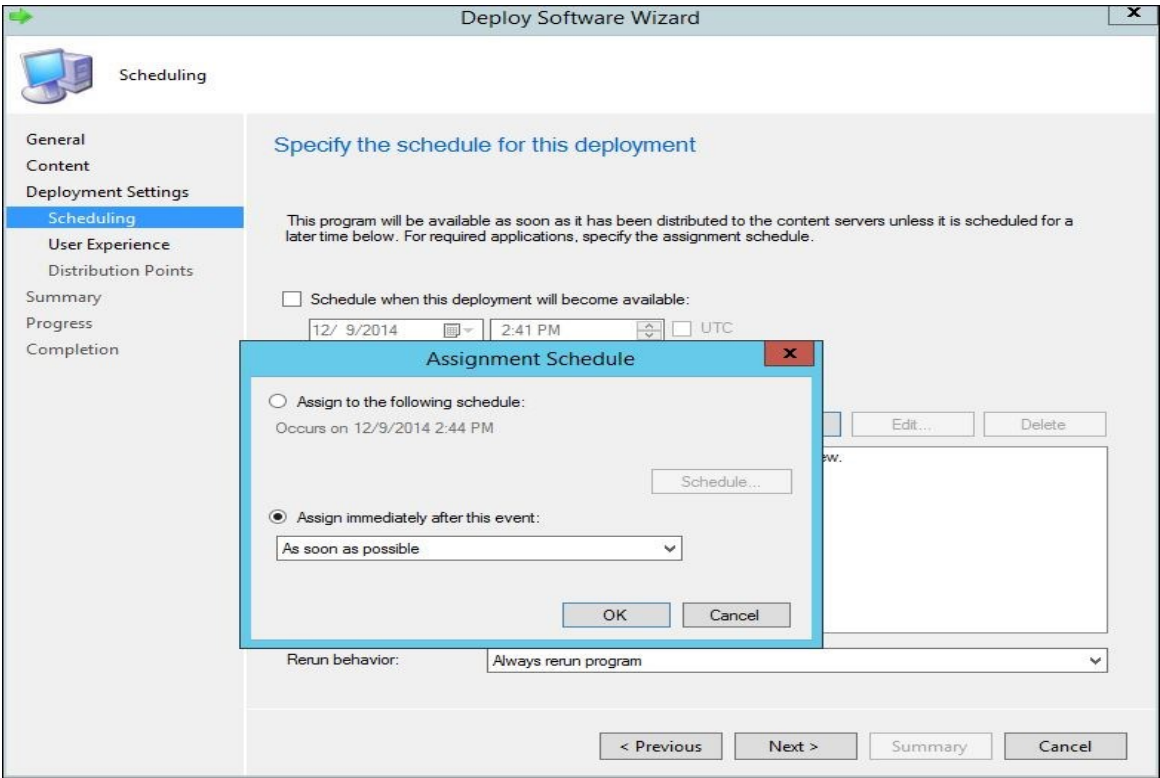 Deploy Software Wizard
x
Scheduling
General
Content
Deployment Settings
Scheduling
User Experience
Distribution Points
Summary
Progress
Completion
Specify the schedule for this deployment
This program will be available as soon as it has been distributed to the content servers unless it is scheduled for a
later time below. For required applications, specify the assignment schedule.
Schedule when this deployment will become available:
12/ 9/2014 2:41 PM UTC
Assignment Schedule
x
Assign to the following schedule:
Occurs on 12/9/2014 2:44 PM
Schedule...
Assign immediately after this event:
As soon as possible
OK Cancel
Edit... Delete
Rerun behavior: Always rerun program
< Previous Next > Summary Cancel